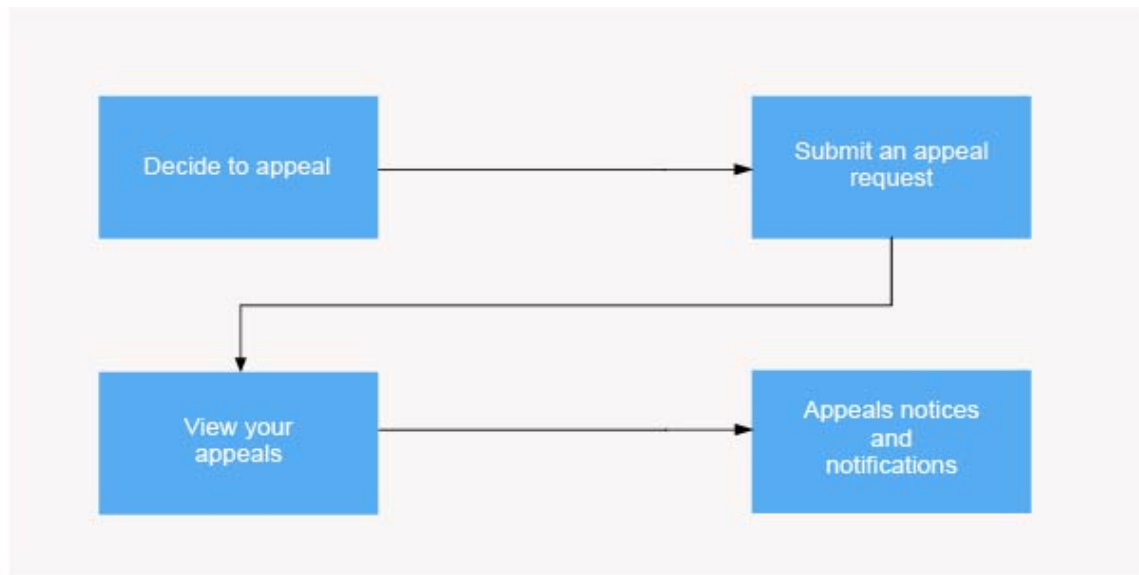 Decide to appeal
Submit an appeal
request
View your
appeals
Appeals notices
and
notifications